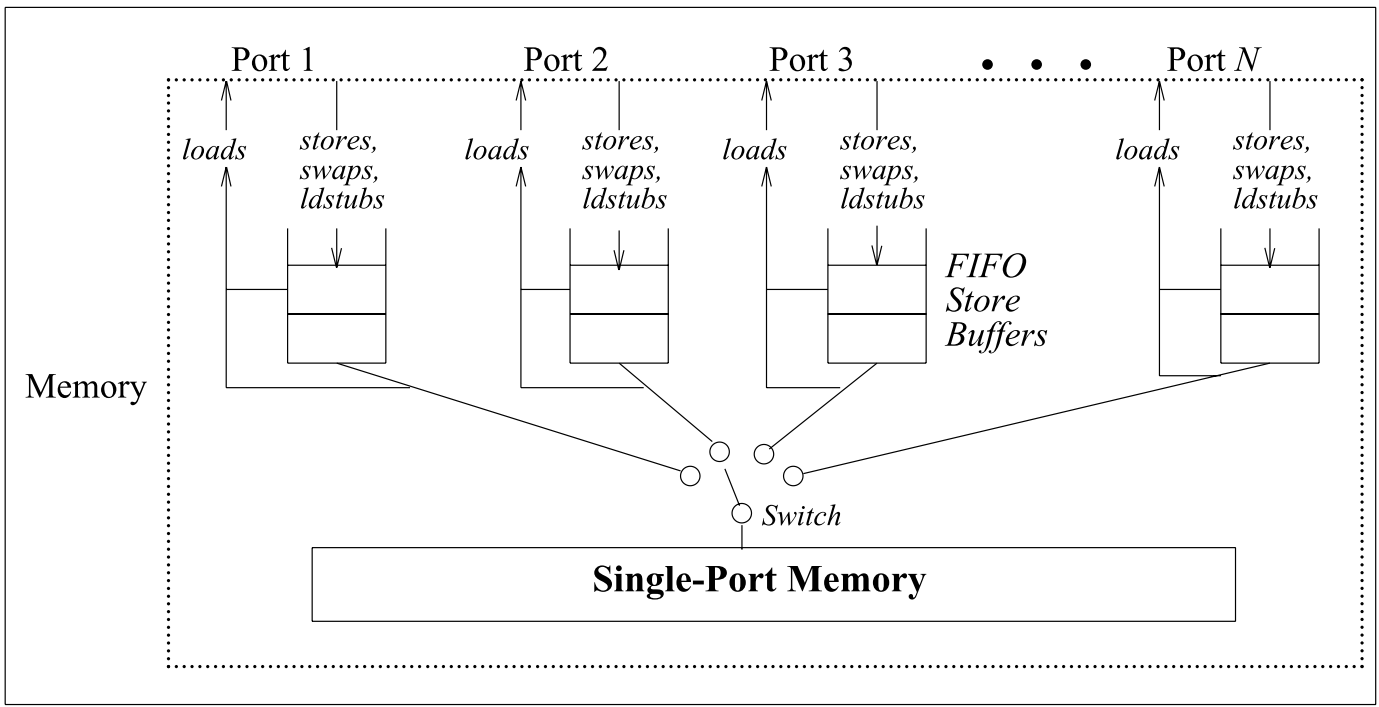 Port 1
Port 2
Port 3
• • •
Port N
loads
stores,
swaps,
ldstubs
loads
stores,
swaps,
ldstubs
loads
stores,
swaps,
ldstubs
loads
stores,
swaps,
ldstubs
FIFO
Store
Buffers
Memory
Switch
Single-Port Memory